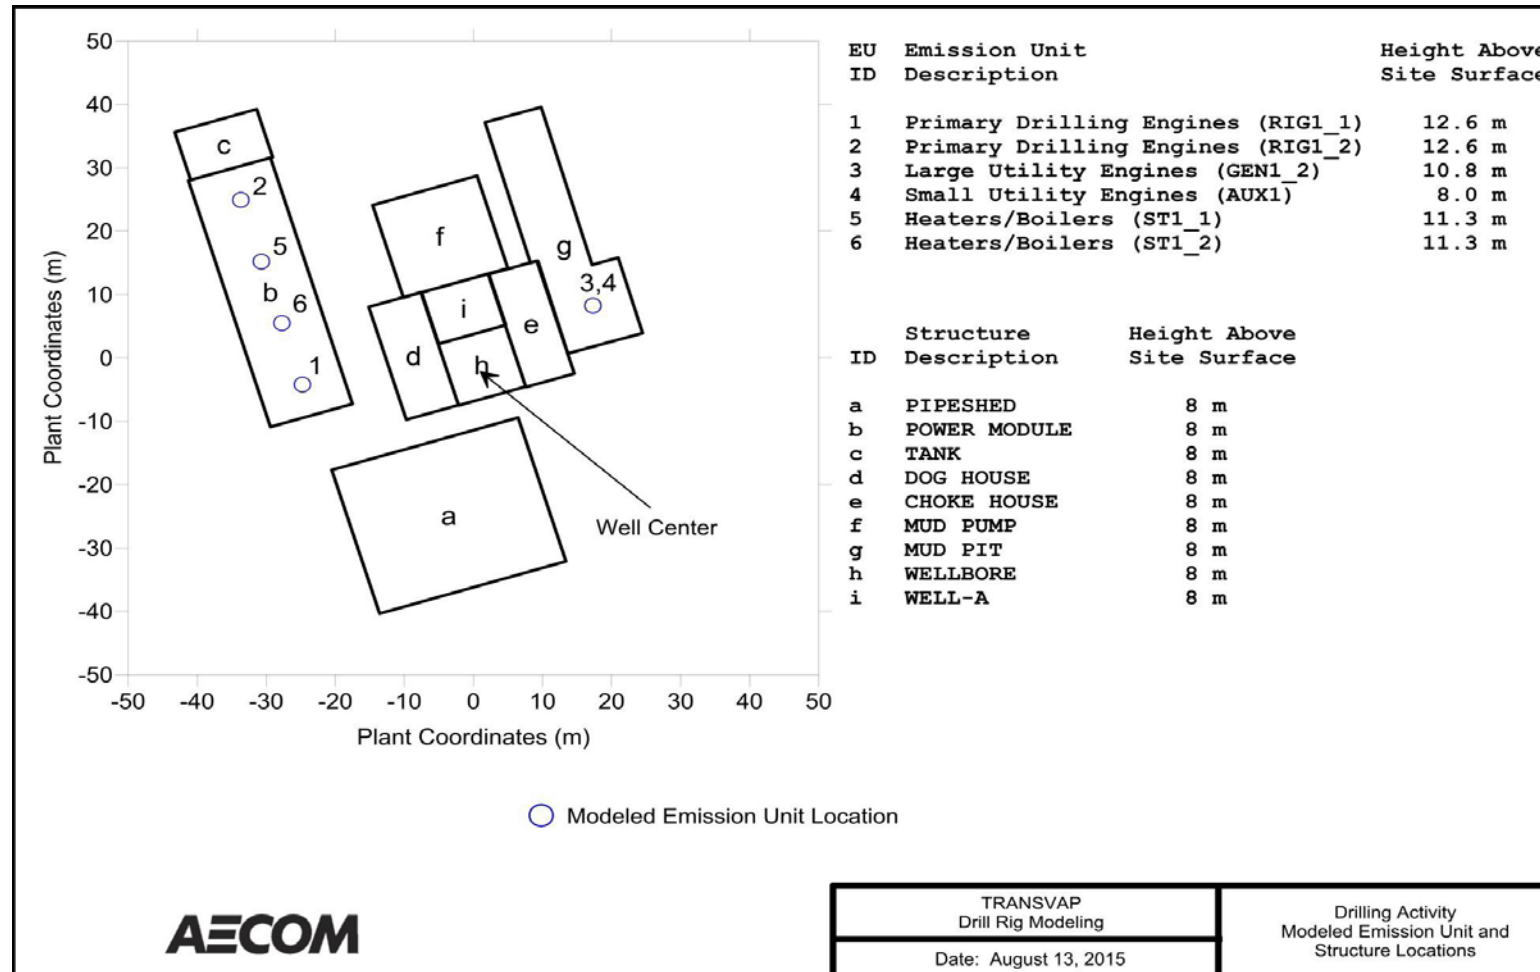 50
40
30
20
10
0
-10
-20
-30
-40
-50
-50 -40 -30 -20 -10 0 10 20 30 40 50
Plant Coordinates (m)
Plant Coordinates (m)
c
2
5
b
6
1
f
g
3,4
i
e
d
h
a
Well Center
EU Emission Unit Height Above
ID Description Site Surface
1 Primary Drilling Engines (RIG1_1) 12.6 m
2 Primary Drilling Engines (RIG1_2) 12.6 m
3 Large Utility Engines (GEN1_2) 10.8 m
4 Small Utility Engines (AUX1) 8.0 m
5 Heaters/Boilers (ST1_1) 11.3 m
6 Heaters/Boilers (ST1_2) 11.3 m
Structure Height Above
ID Description Site Surface
a PIPESHED 8 m
b POWER MODULE 8 m
c TANK 8 m
d DOG HOUSE 8 m
e CHOKE HOUSE 8 m
f MUD PUMP 8 m
g MUD PIT 8 m
h WELLBORE 8 m
i WELL-A 8 m
Modeled Emission Unit Location
AECOM
TRANSVAP
Drill Rig Modeling
Date: August 13, 2015
Drilling Activity
Modeled Emission Unit and
Structure Locations